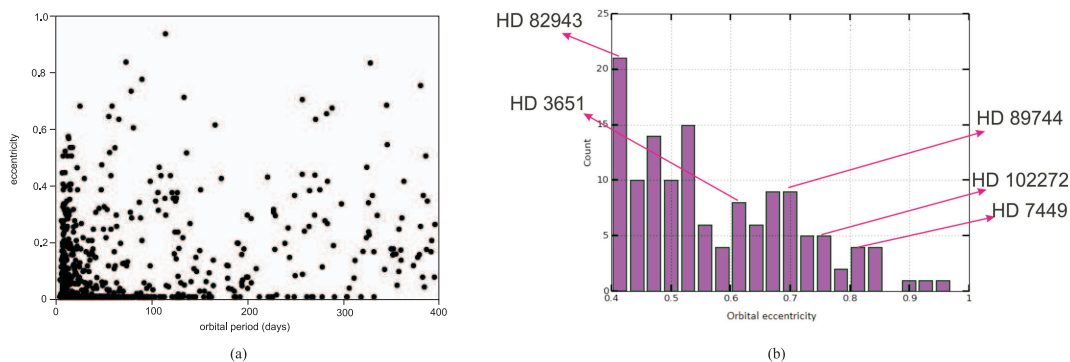 1.0
0,8
0,6
0,4
0,2
0
eccentricity
0
100
200
300
400
orbital period (days)
(a)
HD 82943
HD 3651
HD 89744
HD 102272
HD 7449
25
20
15
10
5
0
Count
0.4
0.5
0.6
0.7
0.8
0.9
1
Orbital eccentricity
(b)